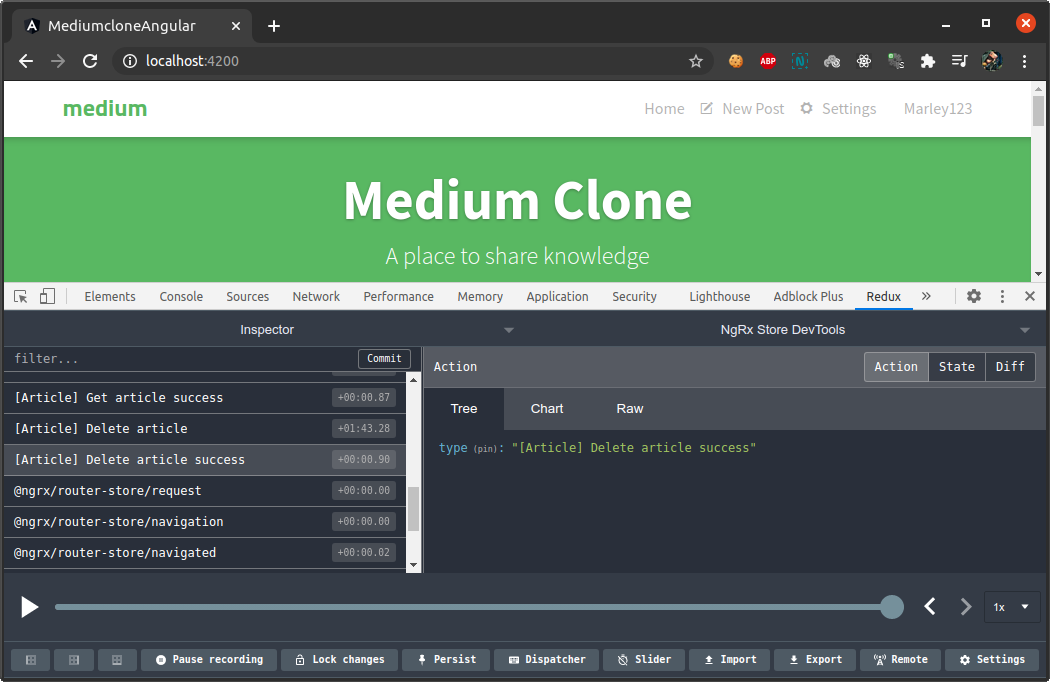 MediumcloneAngular
localhost:4200
ABP
N
medium
Home New Post Settings Marley123
Medium Clone
A place to share knowledge
Elements Console Sources Network Performance Memory Application Security Lighthouse Adblock Plus Redux »
Inspector NgRx Store DevTools
filter... Commit
Action Action State Diff
[Article] Get article success +00:00.87
[Article] Delete article +01:43.28
[Article] Delete article success +00:00.90
@ngrx/router-store/request +00:00.00
@ngrx/router-store/navigation +00:00.00
@ngrx/router-store/navigated +00:00.02
Tree Chart Raw
type (pin): "[Article] Delete article success"
1x
Pause recording Lock changes Persist Dispatcher Slider Import Export Remote Settings